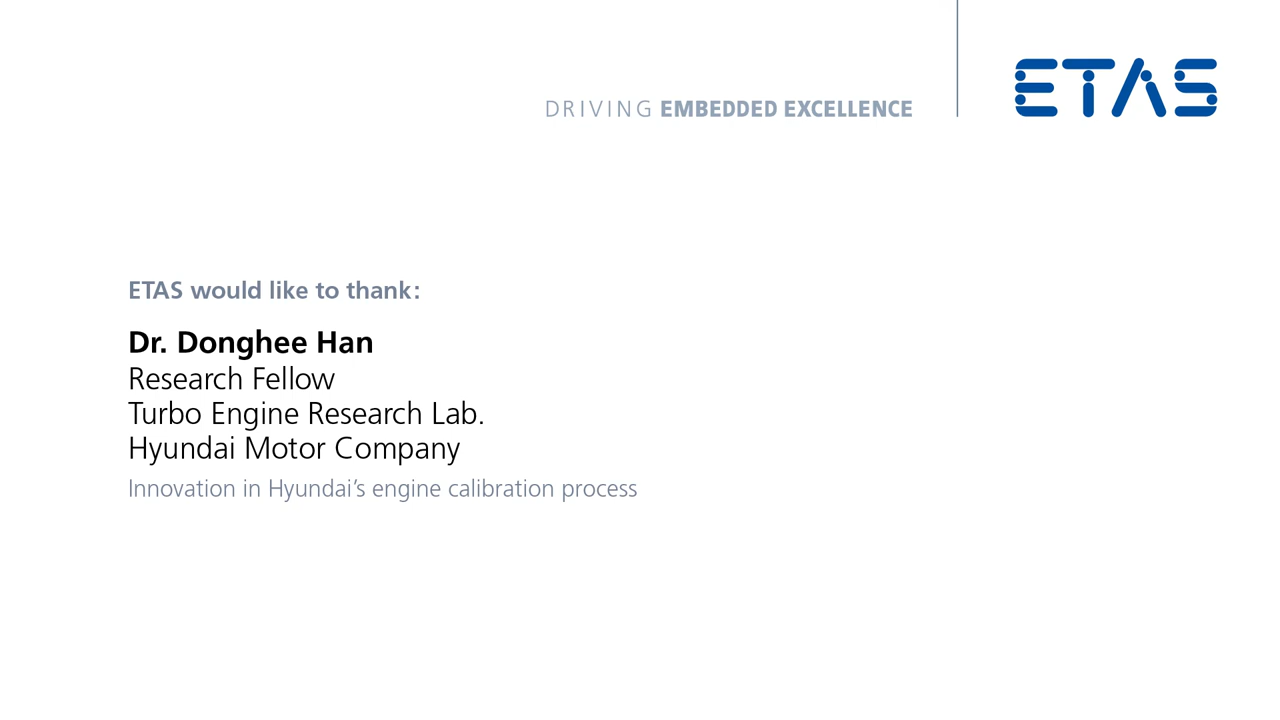 DRIVING EMBEDDED EXCELLENCE
ETAS
ETAS would like to thank:
Dr. Donghee Han
Research Fellow
Turbo Engine Research Lab.
Hyundai Motor Company
Innovation in Hyundai’s engine calibration process